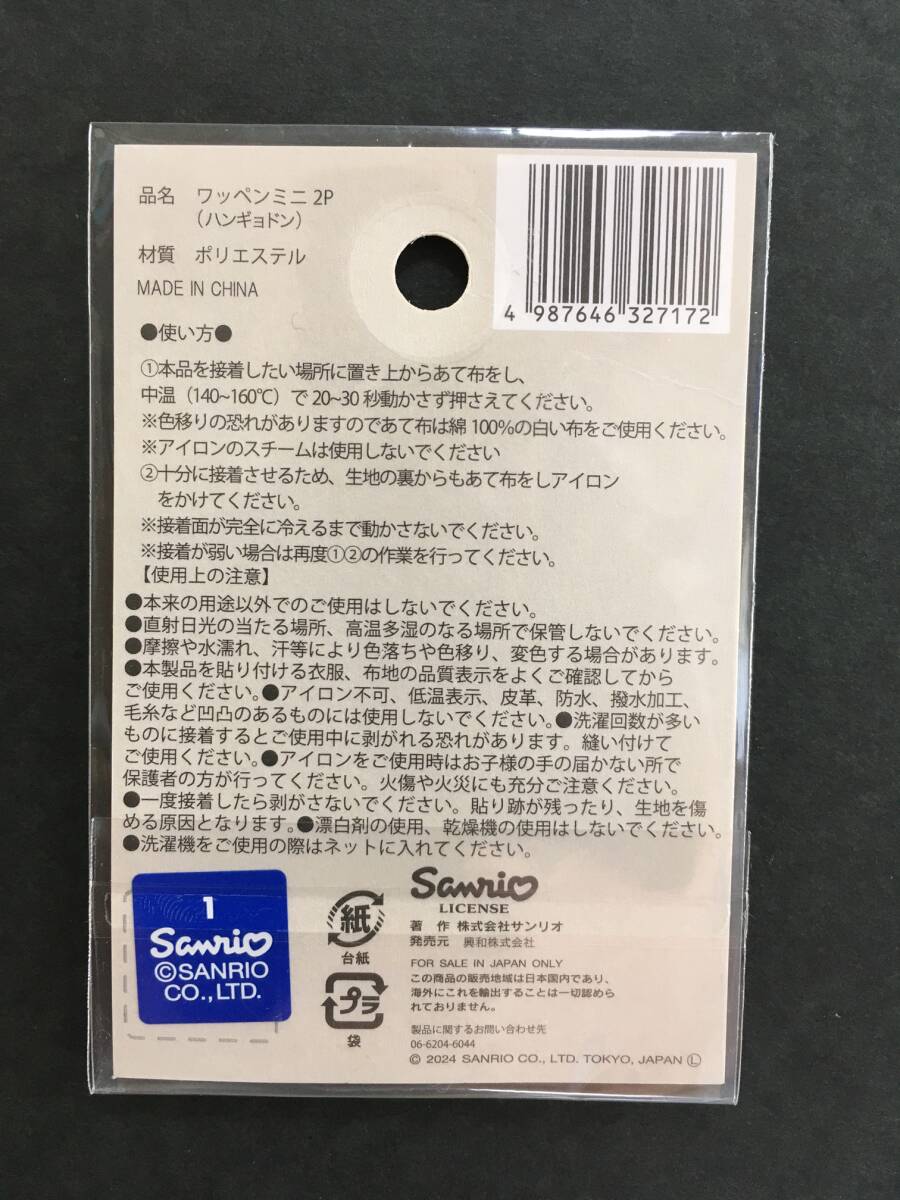 品名 ワッペンミニ 2P
（ハンギョドン）
材質 ポリエステル
MADE IN CHINA
4 987646 327172
●使い方●
①本品を接着したい場所に置き上からあて布をし、
中温（140~160℃）で 20~30 秒動かさず押さえてください。
※色移りの恐れがありますのであて布は綿 100%の白い布をご使用ください。
※アイロンのスチームは使用しないでください
②十分に接着させるため、生地の裏からもあて布をしアイロン
をかけてください。
※接着面が完全に冷えるまで動かさないでください。
※接着が弱い場合は再度①②の作業を行ってください。
【使用上の注意】
●本来の用途以外でのご使用はしないでください。
●直射日光の当たる場所、高温多湿のなる場所で保管しないでください。
●摩擦や水濡れ、汗等により色落ちや色移り、変色する場合があります。
●本製品を貼り付ける衣服、布地の品質表示をよくご確認してから
ご使用ください。●アイロン不可、低温表示、皮革、防水、撥水加工、
毛糸など凹凸のあるものには使用しないでください。●洗濯回数が多い
ものに接着するとご使用中に剥がれる恐れがあります。縫い付けて
ご使用ください。●アイロンをご使用時はお子様の手の届かない所で
保護者の方が行ってください。火傷や火災にも充分ご注意ください。
●一度接着したら剥がさないでください。貼り跡が残ったり、生地を傷
める原因となります。●漂白剤の使用、乾燥機の使用はしないでください。
●洗濯機をご使用の際はネットに入れてください。
1
Sanrio
©SANRIO
CO.,LTD.
紙
台紙
プラ
袋
Sanrio
LICENSE
著 作 株式会社サンリオ
発売元 興和株式会社
FOR SALE IN JAPAN ONLY
この商品の販売地域は日本国内であり、
海外にこれを輸出することは一切認めら
れておりません。
製品に関するお問い合わせ先
06-6204-6044
© 2024 SANRIO CO., LTD. TOKYO, JAPAN Ⓛ